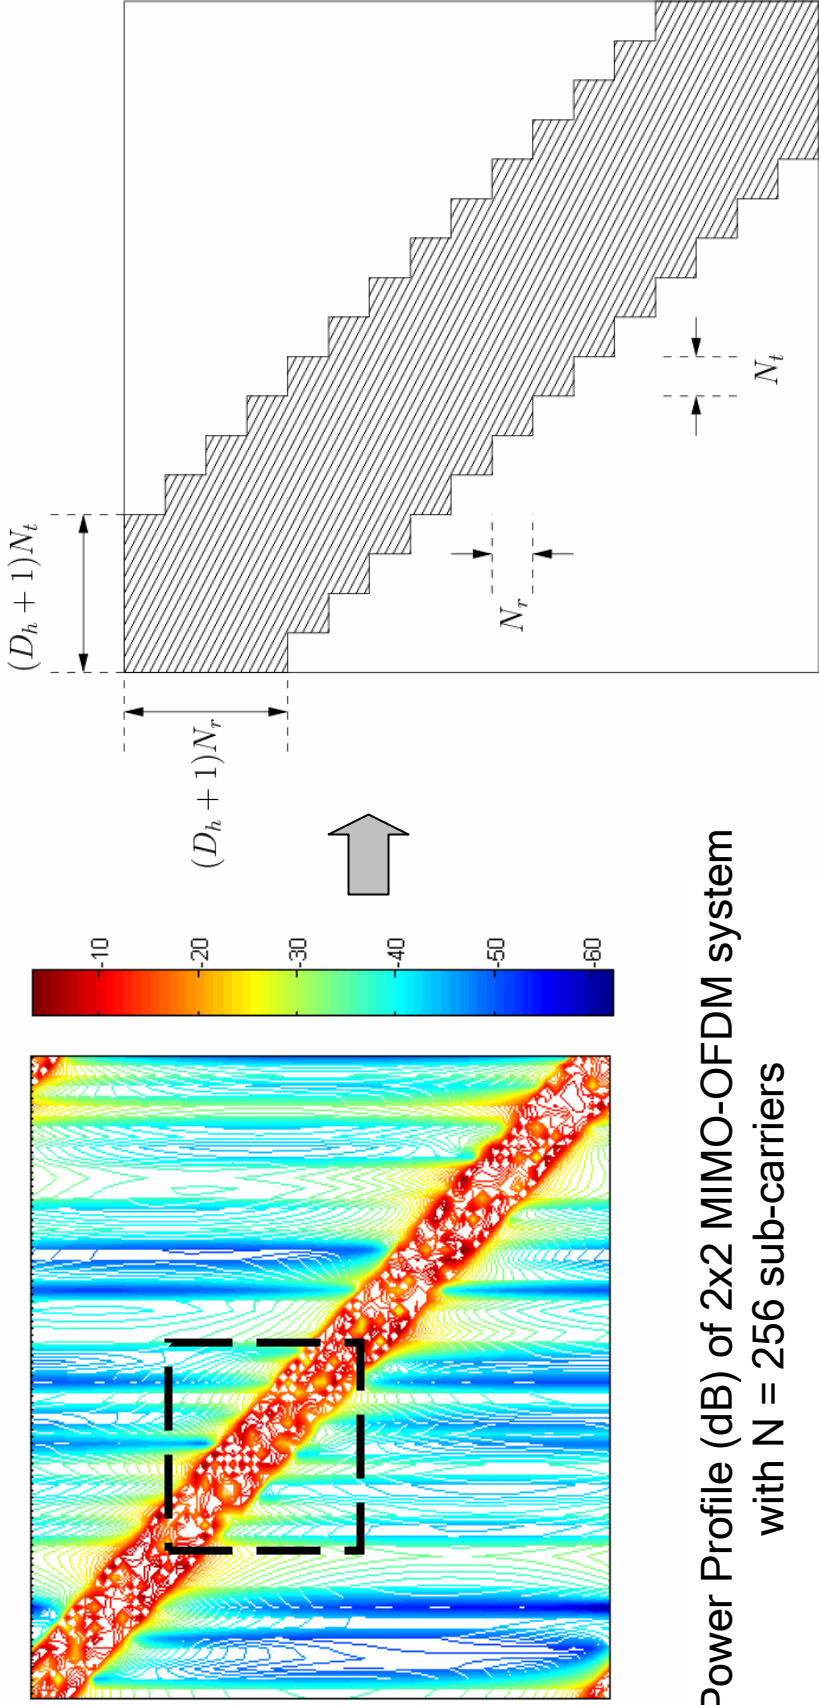 -10
-20
-30
-40
-50
-60
Power Profile (dB) of 2x2 MIMO-OFDM system
with N = 256 sub-carriers
(D_h + 1)N_t
(D_h + 1)N_r
N_r
N_t